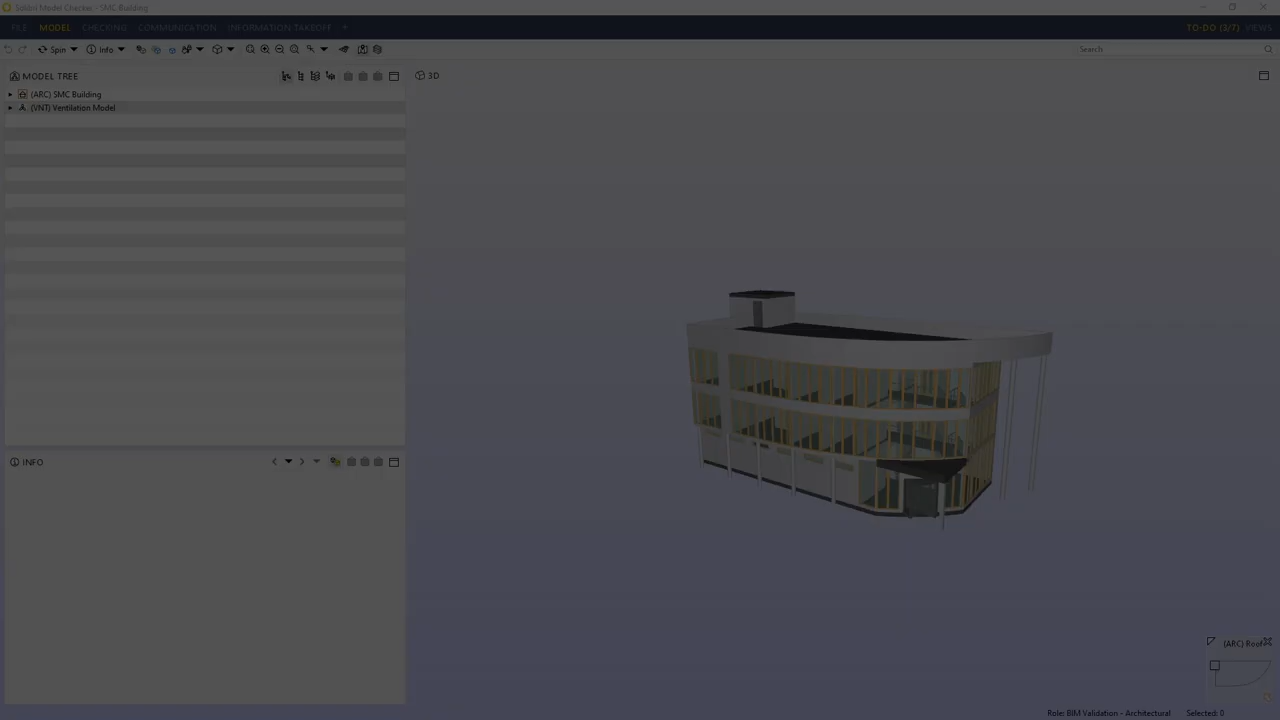 Solibri Model Checker - SMC Building
FILE MODEL CHECKING COMMUNICATION INFORMATION TAKEOFF + TO-DO (3/7) VIEWS
Spin Info Search
MODEL TREE
3D
(ARC) SMC Building
(VNT) Ventilation Model
INFO
(ARC) Roof
Role: BIM Validation - Architectural Selected: 0